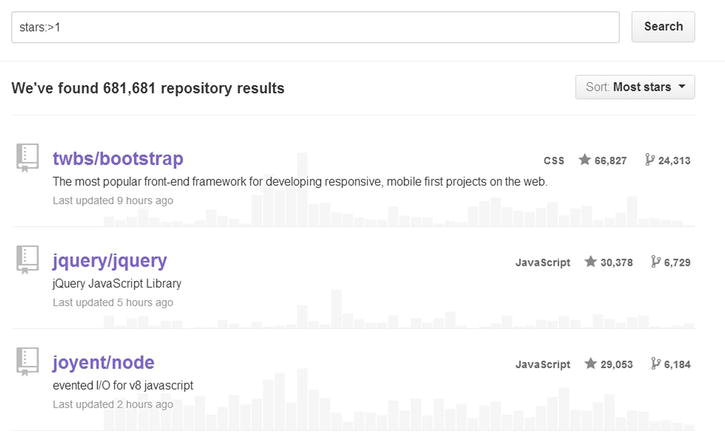 stars:>1
Search
We've found 681,681 repository results
Sort: Most stars
twbs/bootstrap
CSS 66,827 24,313
The most popular front-end framework for developing responsive, mobile first projects on the web.
Last updated 9 hours ago
jquery/jquery
JavaScript 30,378 6,729
jQuery JavaScript Library
Last updated 5 hours ago
joyent/node
JavaScript 29,053 6,184
evented I/O for v8 javascript
Last updated 2 hours ago